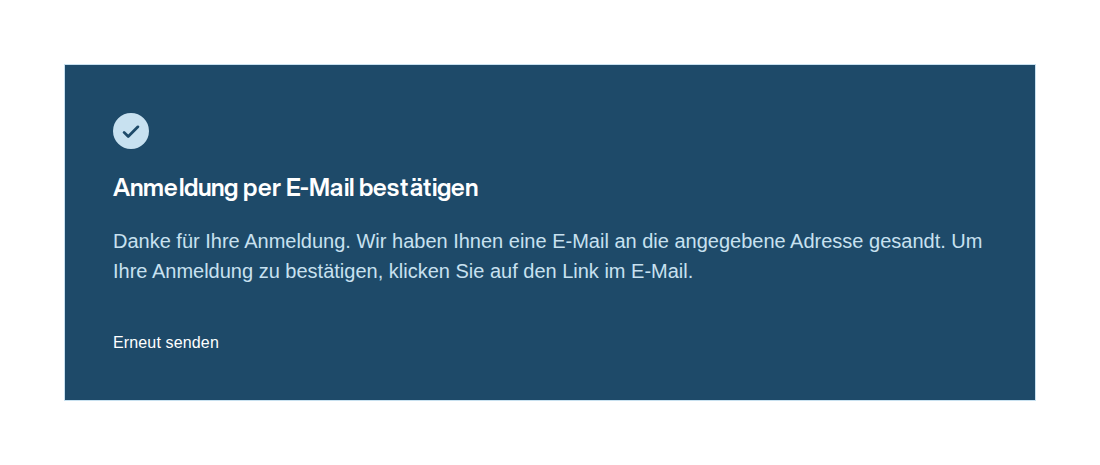 Anmeldung per E-Mail bestätigen
Danke für Ihre Anmeldung. Wir haben Ihnen eine E-Mail an die angegebene Adresse gesandt. Um
Ihre Anmeldung zu bestätigen, klicken Sie auf den Link im E-Mail.
Erneut senden